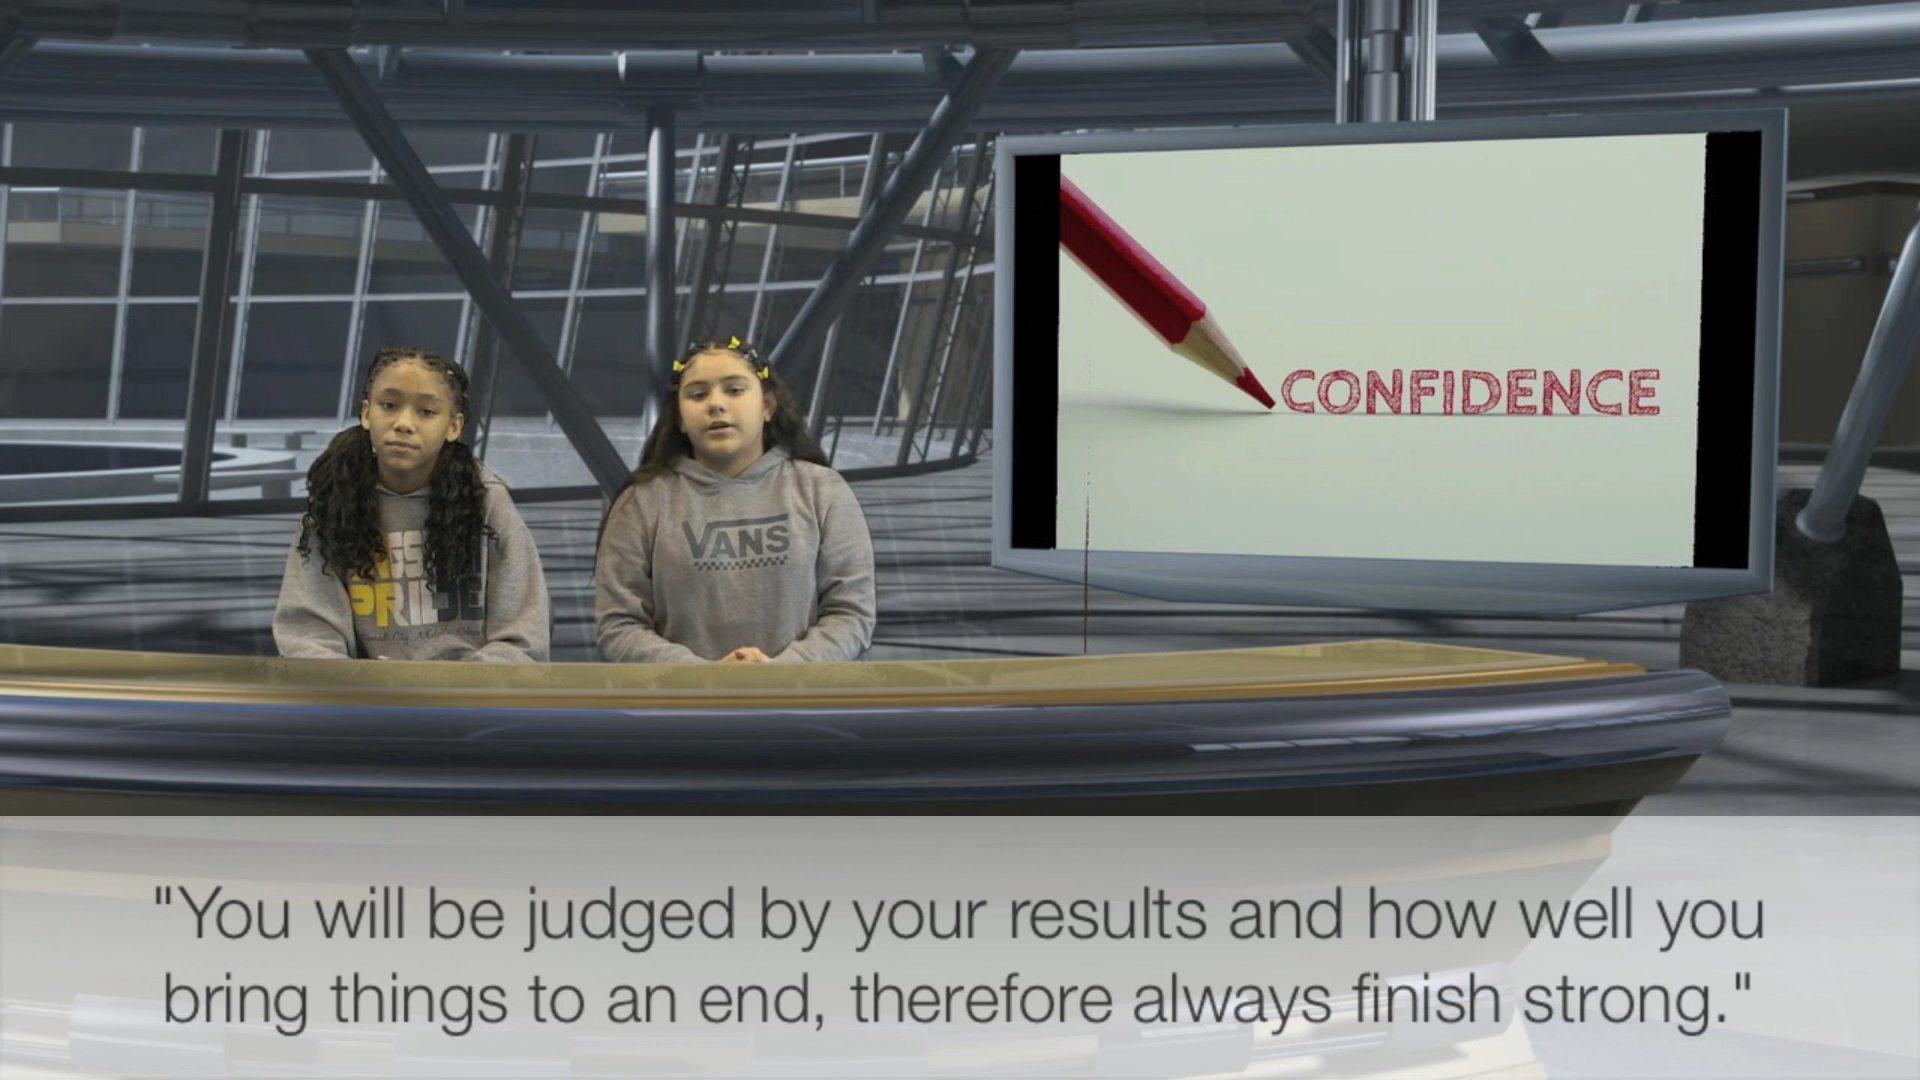 CONFIDENCE
VANS
PRIDE
"You will be judged by your results and how well you
bring things to an end, therefore always finish strong."